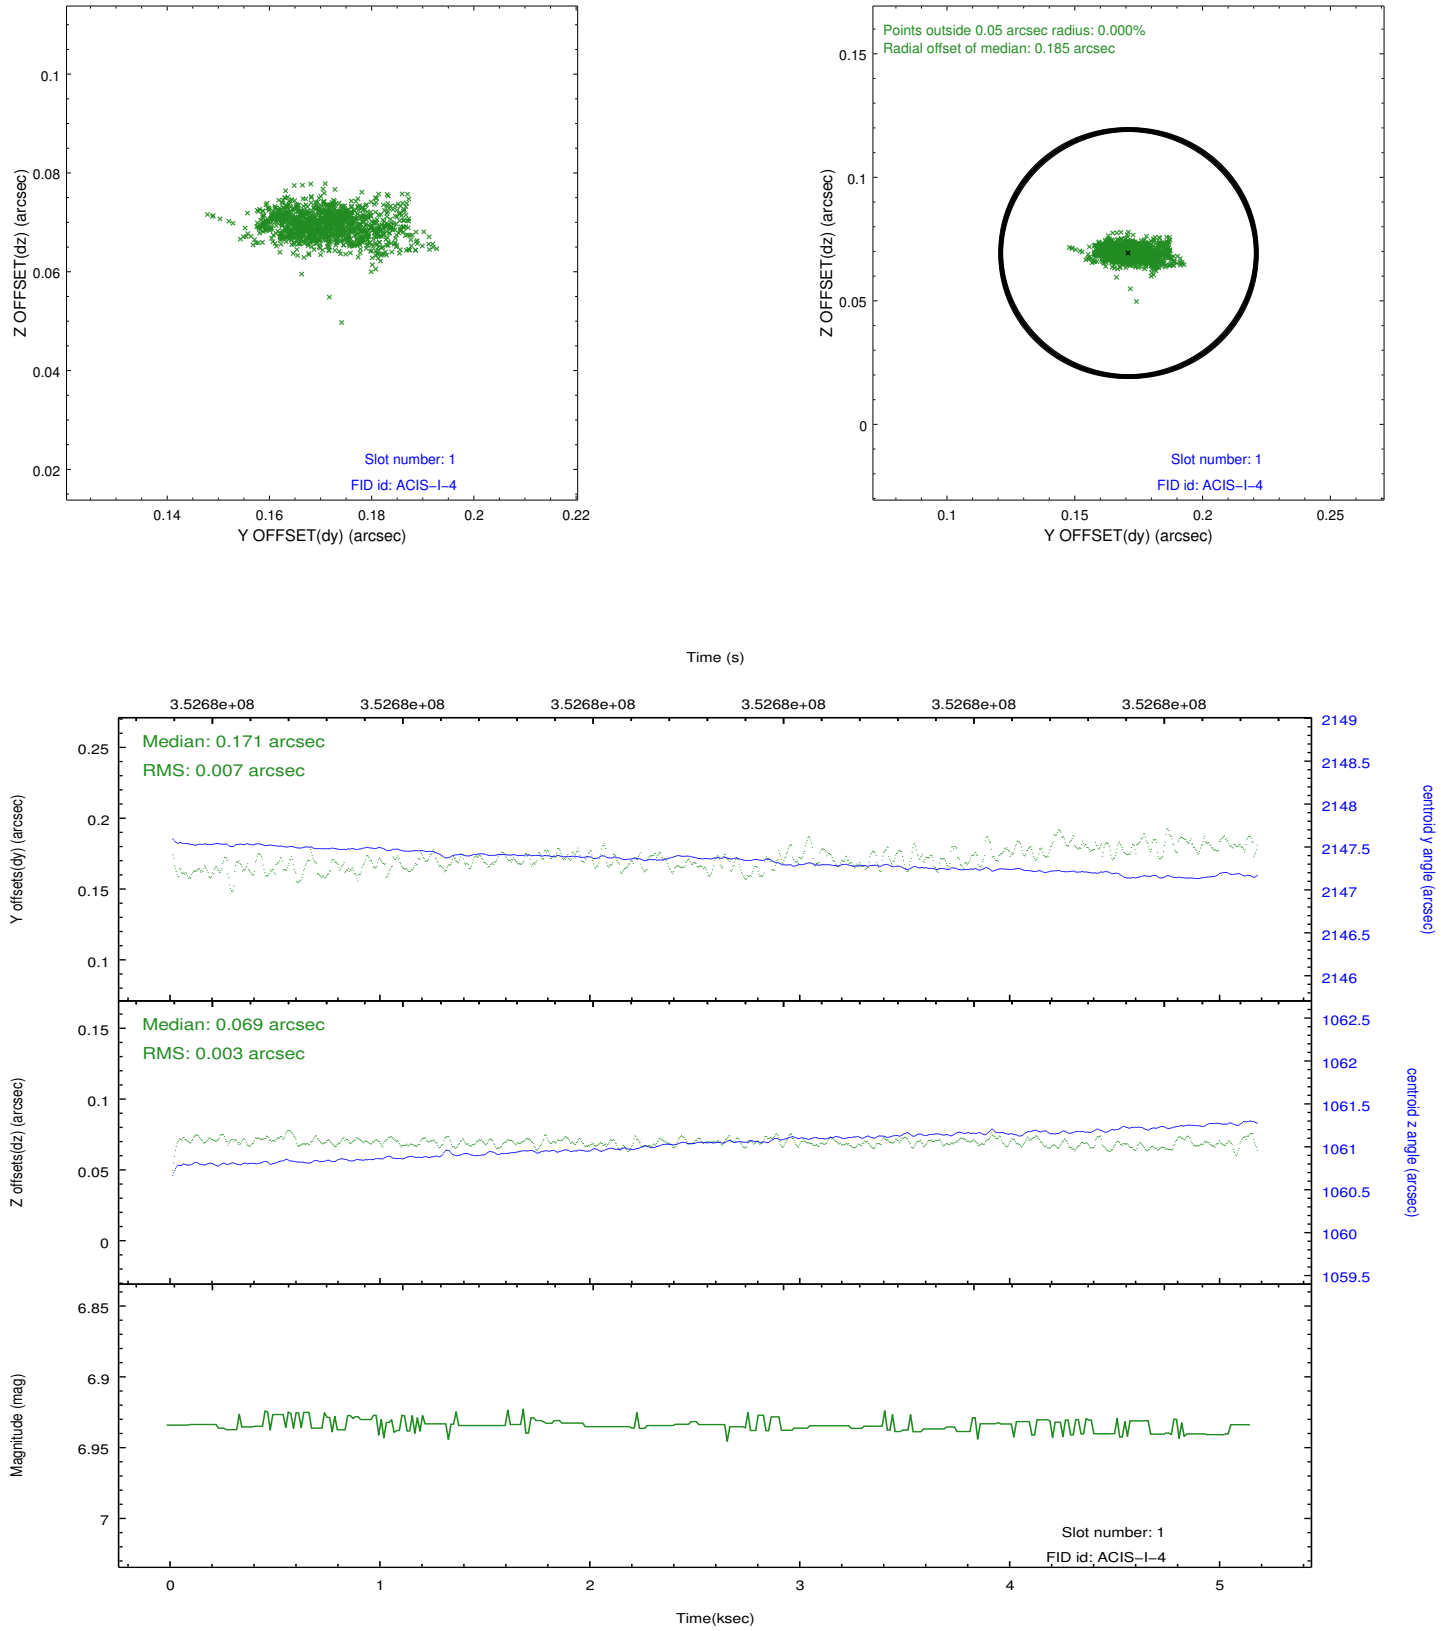 0.1
0.08
0.06
0.04
0.02
Z OFFSET(dz) (arcsec)
Slot number: 1
FID id: ACIS−I−4
0.14 0.16 0.18 0.2 0.22
Y OFFSET(dy) (arcsec)
Points outside 0.05 arcsec radius: 0.000%
Radial offset of median: 0.185 arcsec
0.15
0.1
0.05
0
Z OFFSET(dz) (arcsec)
Slot number: 1
FID id: ACIS−I−4
0.1 0.15 0.2 0.25
Y OFFSET(dy) (arcsec)
Time (s)
3.5268e+08 3.5268e+08 3.5268e+08 3.5268e+08 3.5268e+08 3.5268e+08
Median: 0.171 arcsec
RMS: 0.007 arcsec
0.25
0.2
0.15
0.1
Y offsets(dy) (arcsec)
2149
2148.5
2148
2147.5
2147
2146.5
2146
centroid y angle (arcsec)
Median: 0.069 arcsec
RMS: 0.003 arcsec
0.15
0.1
0.05
0
Z offsets(dz) (arcsec)
1062.5
1062
1061.5
1061
1060.5
1060
1059.5
centroid z angle (arcsec)
6.85
6.9
6.95
7
Magnitude (mag)
Slot number: 1
FID id: ACIS−I−4
0 1 2 3 4 5
Time(ksec)